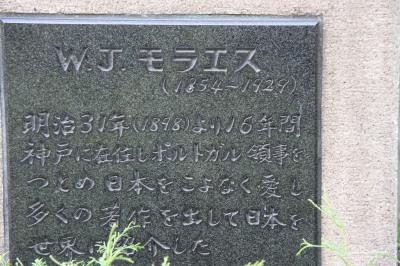 W.J.モラエス
(1854~1929)
明治31年(1898)より16年間
神戸に在住しポルトガル領事を
つとめ日本をこよなく愛し
多くの著作を出して日本を
世界に紹介した